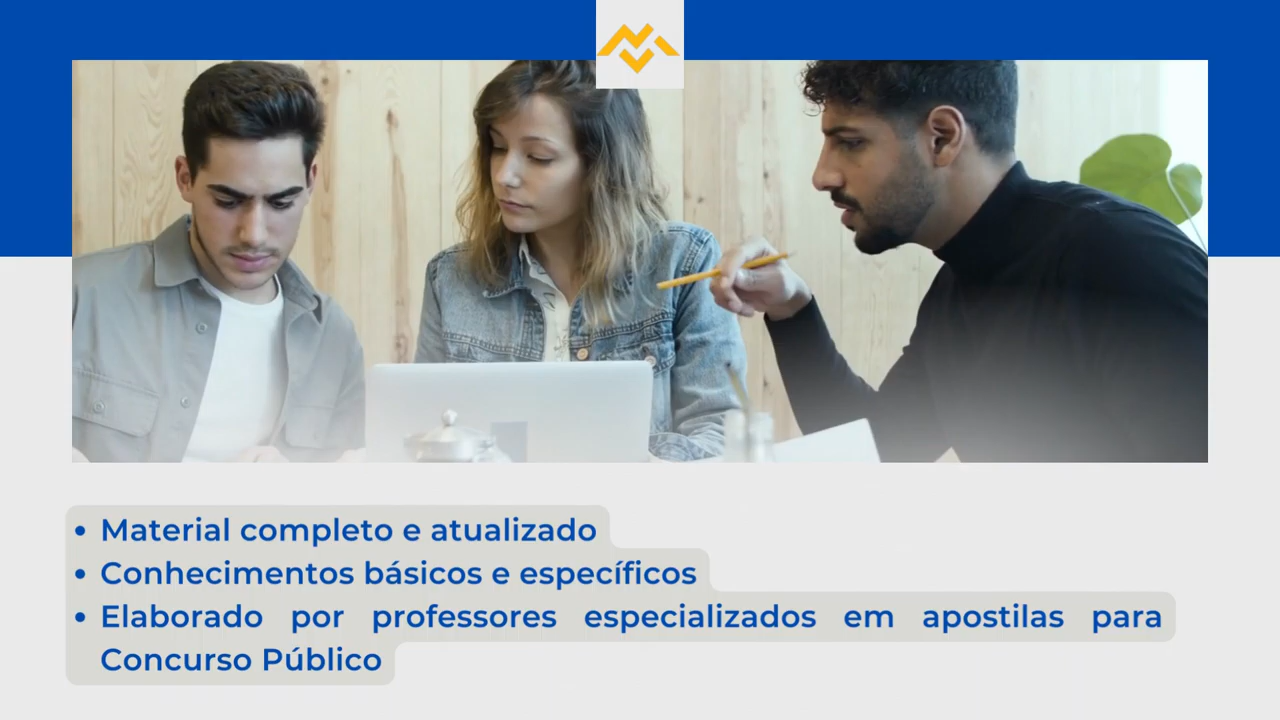 • Material completo e atualizado
• Conhecimentos básicos e específicos
• Elaborado por professores especializados em apostilas para
Concurso Público